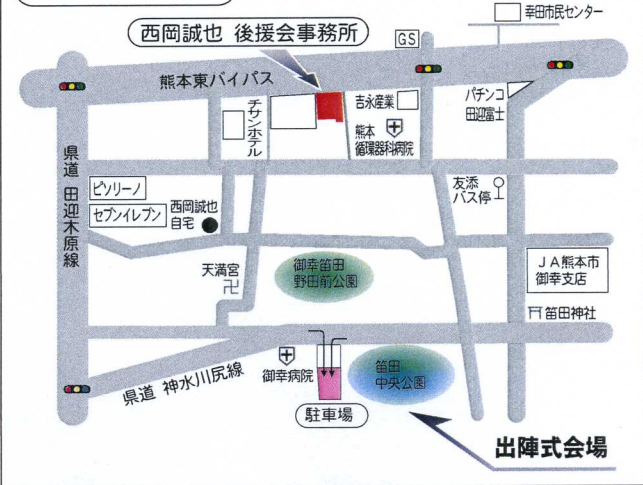 幸田市民センター
西岡誠也 後援会事務所
GS
熊本東バイパス
チサンホテル
吉永産業
熊本
循環器科病院
パチンコ
田迎富士
県道 田迎木原線
ピソリーノ
セブンイレブン
西岡誠也
自宅
友添
バス停
天満宮
卍
御幸笛田
野田前公園
JA熊本市
御幸支店
笛田神社
御幸病院
笛田
中央公園
県道 神水川尻線
駐車場
出陣式会場